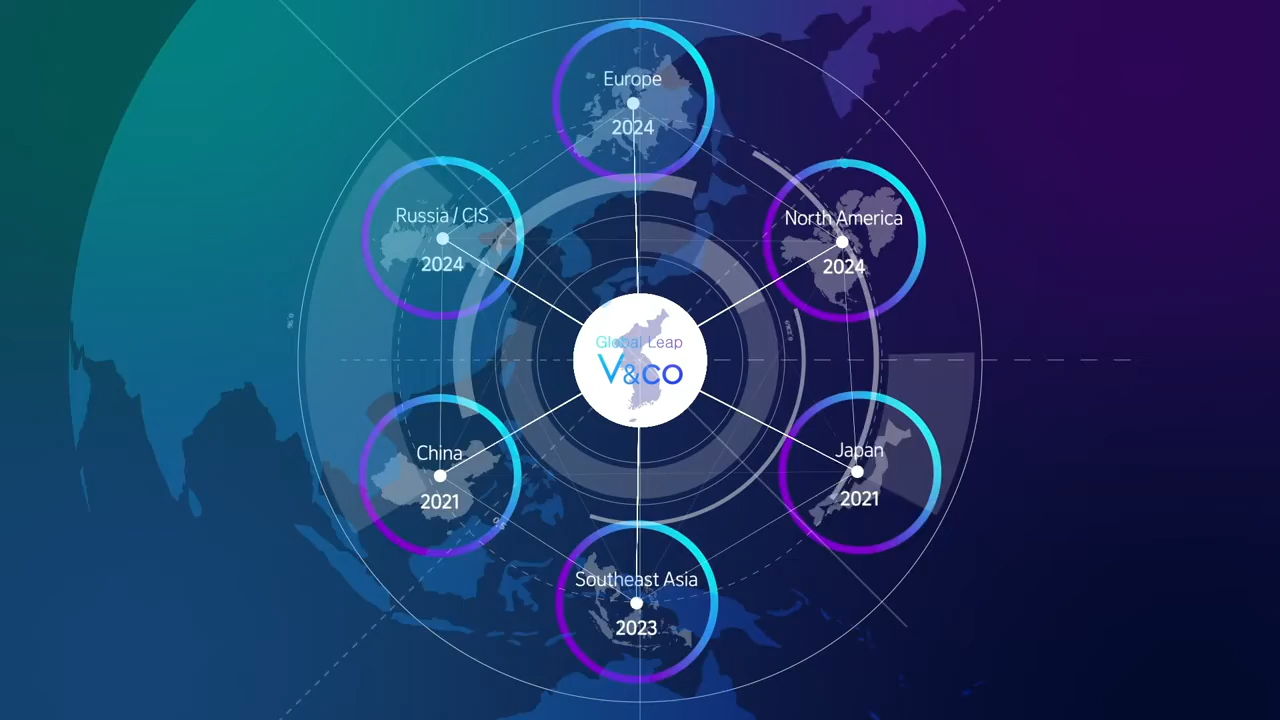 Europe
2024
Russia / CIS
2024
North America
2024
Global Leap
V&CO
China
2021
Japan
2021
Southeast Asia
2023